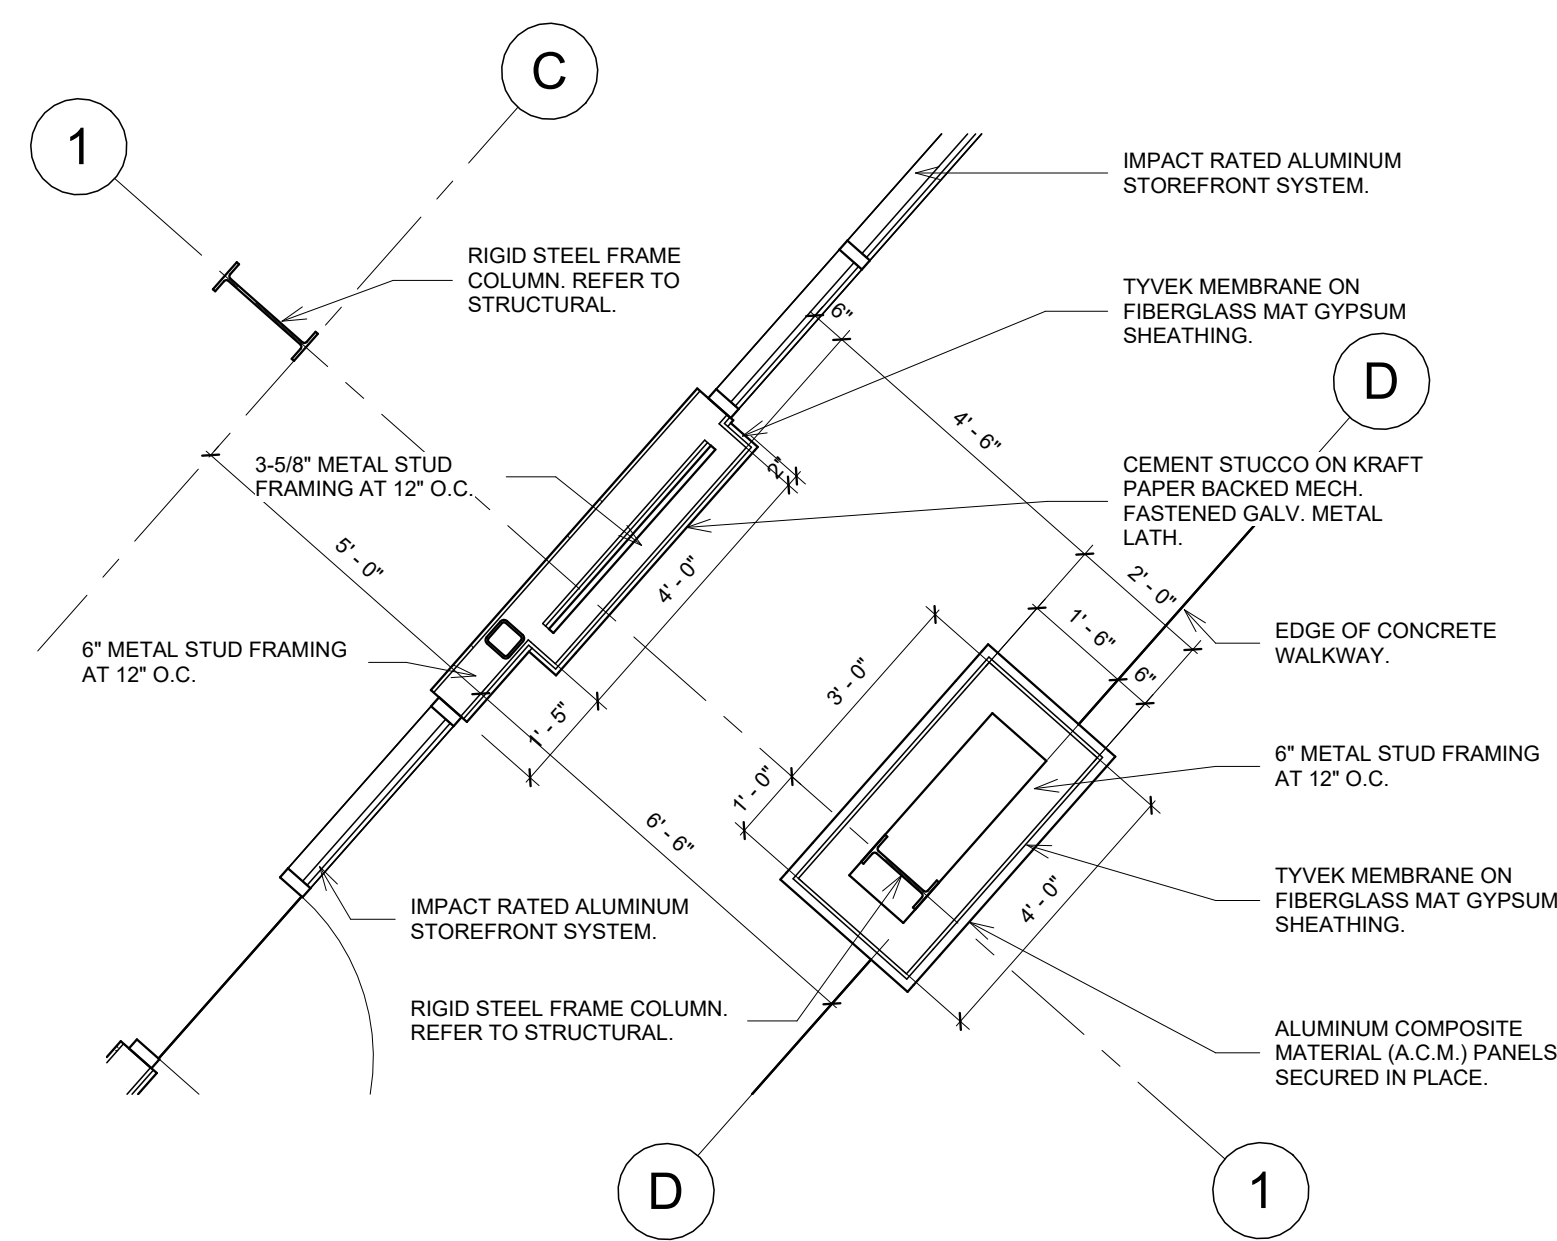 C
1
IMPACT RATED ALUMINUM
STOREFRONT SYSTEM.
RIGID STEEL FRAME
COLUMN. REFER TO
STRUCTURAL.
TYVEK MEMBRANE ON
FIBERGLASS MAT GYPSUM
SHEATHING.
6"
D
4' - 6"
3-5/8" METAL STUD
FRAMING AT 12" O.C.
2"
CEMENT STUCCO ON KRAFT
PAPER BACKED MECH.
FASTENED GALV. METAL
LATH.
5' - 0"
4' - 0"
2' - 0"
1' - 6"
6"
EDGE OF CONCRETE
WALKWAY.
6" METAL STUD FRAMING
AT 12" O.C.
3' - 0"
1' - 5"
6" METAL STUD FRAMING
AT 12" O.C.
1' - 0"
6' - 6"
4' - 0"
TYVEK MEMBRANE ON
FIBERGLASS MAT GYPSUM
SHEATHING.
IMPACT RATED ALUMINUM
STOREFRONT SYSTEM.
RIGID STEEL FRAME COLUMN.
REFER TO STRUCTURAL.
ALUMINUM COMPOSITE
MATERIAL (A.C.M.) PANELS
SECURED IN PLACE.
D
1